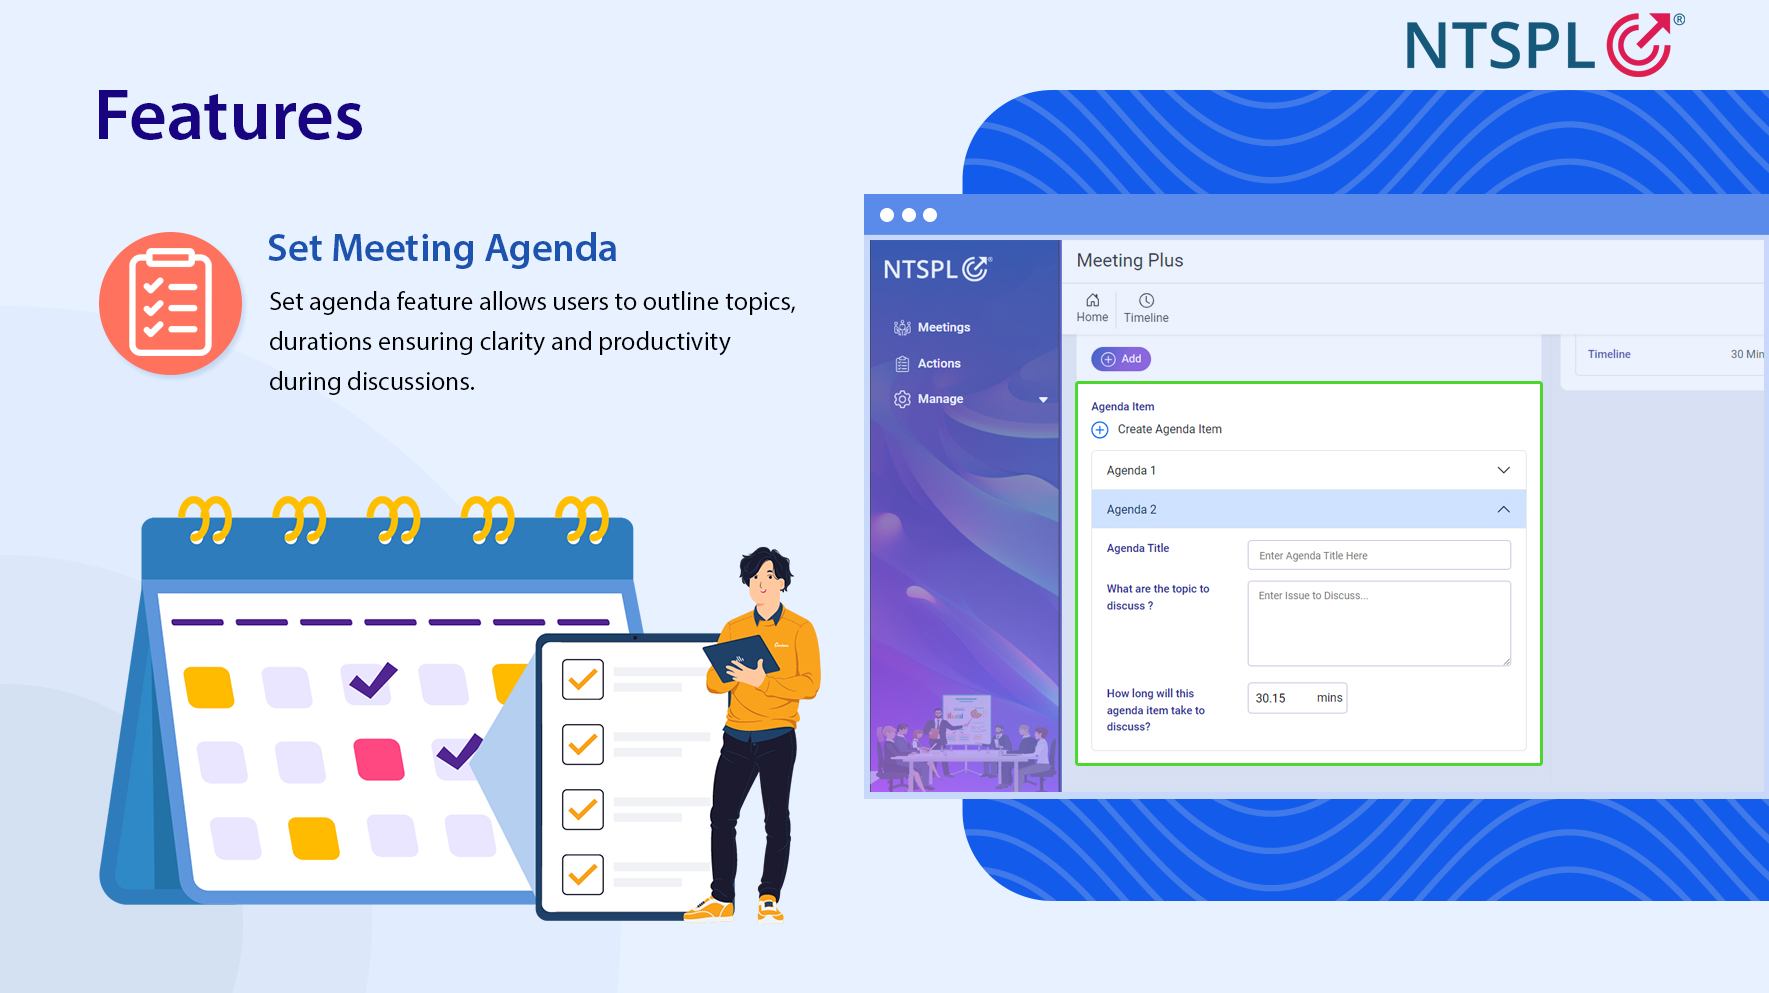 NTSPL ®
Features
Set Meeting Agenda
Set agenda feature allows users to outline topics,
durations ensuring clarity and productivity
during discussions.
NTSPL ®
Meetings
Actions
Manage
Meeting Plus
Home
Timeline
Add
Timeline 30 Min
Agenda Item
Create Agenda Item
Agenda 1
Agenda 2
Agenda Title
Enter Agenda Title Here
What are the topic to
discuss ?
Enter Issue to Discuss...
How long will this
agenda item take to
discuss?
30.15 mins